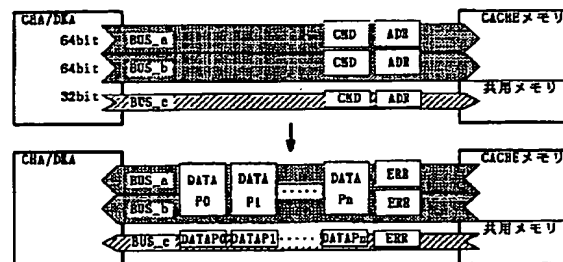 CHA/DKA CACHEメモリ
64bit BUS_a CMD ADR
64bit BUS_b CMD ADR
共用メモリ
32bit BUS_c CMD ADR
CHA/DKA CACHEメモリ
BUS_a DATA DATA DATA ERR
BUS_b P0 P1 ...... Pn ERR
共用メモリ
BUS_c DATAP0 DATAP1 ...... DATAPn ERR